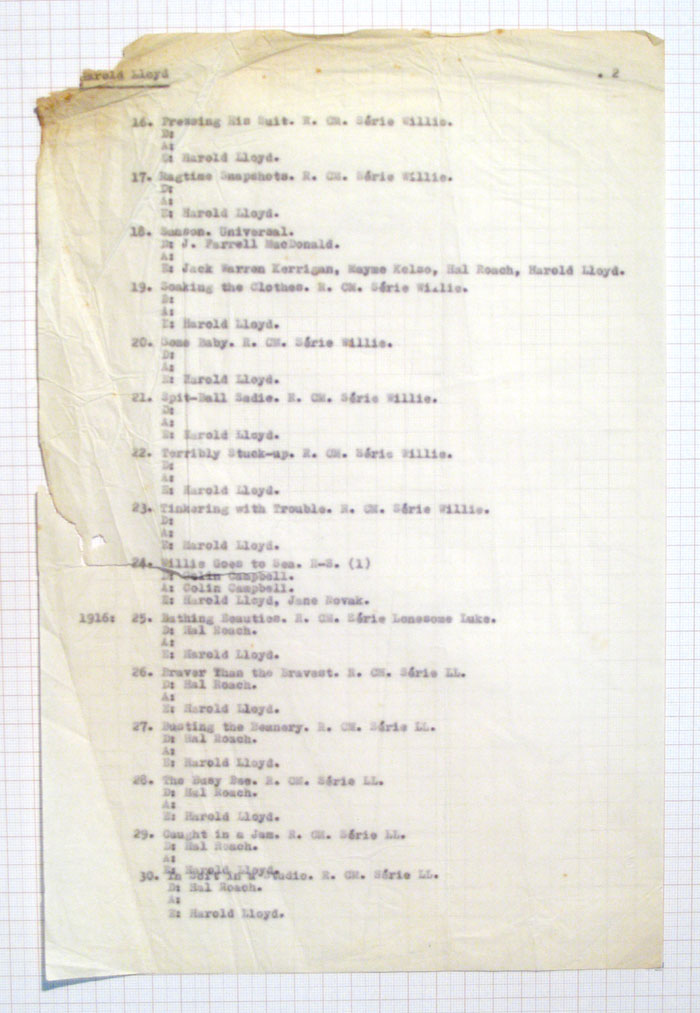 Harold Lloyd . 2
16. Pressing His Suit. R. CM. Série Willie.
D:
A:
E: Harold Lloyd.
17. Ragtime Snapshots. R. CM. Série Willie.
D:
A:
E: Harold Lloyd.
18. Samson. Universal.
D: J. Farrell MacDonald.
A:
E: Jack Warren Kerrigan, Mayme Kelso, Hal Roach, Harold Lloyd.
19. Soaking the Clothes. R. CM. Série Willie.
D:
A:
E: Harold Lloyd.
20. Some Baby. R. CM. Série Willie.
D:
A:
E: Harold Lloyd.
21. Spit-Ball Sadie. R. CM. Série Willie.
D:
A:
E: Harold Lloyd.
22. Terribly Stuck-up. R. CM. Série Willie.
D:
A:
E: Harold Lloyd.
23. Tinkering with Trouble. R. CM. Série Willie.
D:
A:
E: Harold Lloyd.
24. Willie Goes to Sea. R-S. (1)
D: Colin Campbell.
A: Colin Campbell.
E: Harold Lloyd, Jane Novak.
1916: 25. Bathing Beauties. R. CM. Série Lonesome Luke.
D: Hal Roach.
A:
E: Harold Lloyd.
26. Braver Than the Bravest. R. CM. Série LL.
D: Hal Roach.
A:
E: Harold Lloyd.
27. Busting the Beanery. R. CM. Série LL.
D: Hal Roach.
A:
E: Harold Lloyd.
28. The Busy Bee. R. CM. Série LL.
D: Hal Roach.
A:
E: Harold Lloyd.
29. Caught in a Jam. R. CM. Série LL.
D: Hal Roach.
A:
E: Harold Lloyd.
30. In Soft in a Studio. R. CM. Série LL.
D: Hal Roach.
A:
E: Harold Lloyd.